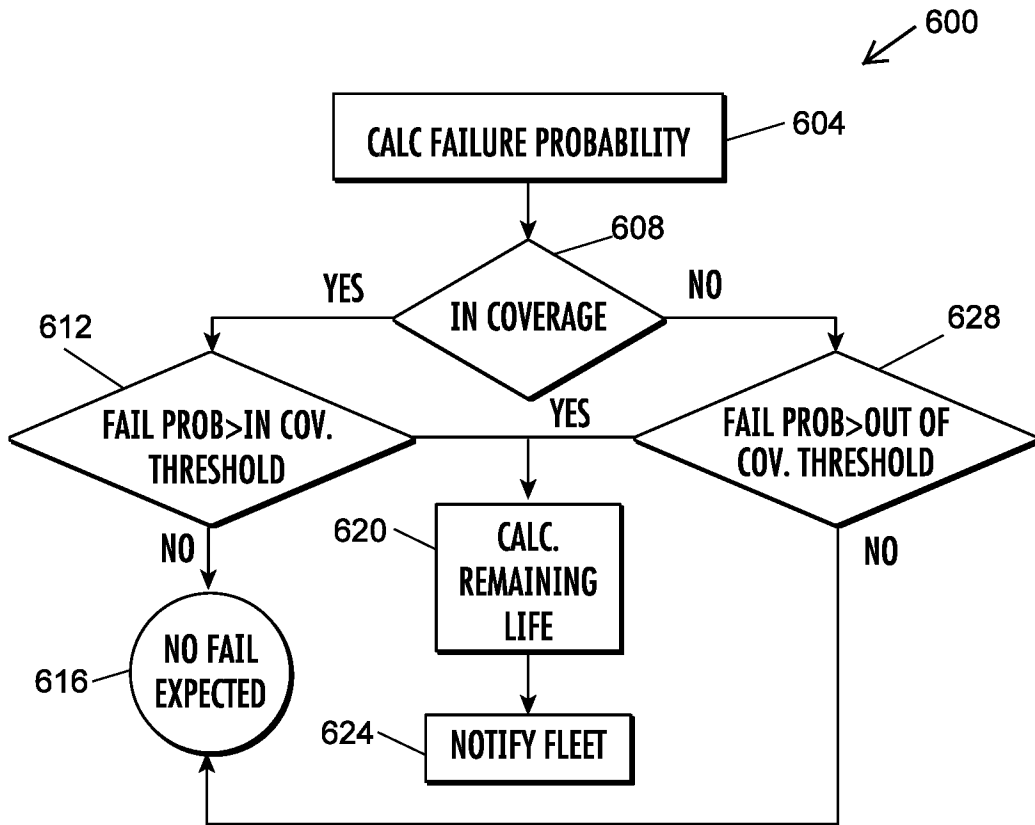 600
CALC FAILURE PROBABILITY
604
608
YES
IN COVERAGE
NO
612
628
FAIL PROB>IN COV.
THRESHOLD
YES
FAIL PROB>OUT OF
COV. THRESHOLD
NO
620
CALC.
REMAINING
LIFE
NO
616
NO FAIL
EXPECTED
624
NOTIFY FLEET